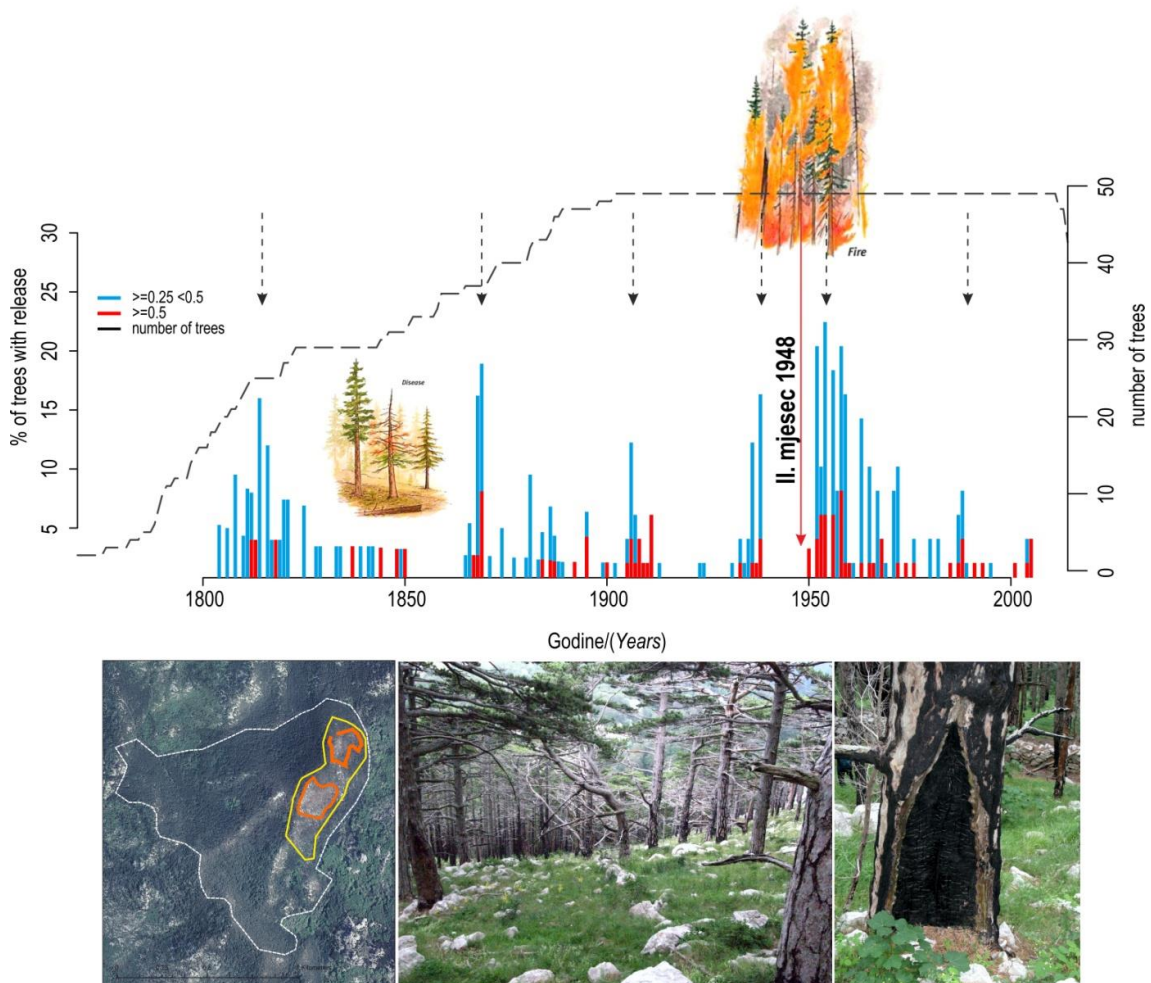 Fire
50
40
30
20
10
0
number of trees
30
25
20
15
10
5
% of trees with release
>=0.25 <0.5
>=0.5
number of trees
Disease
II. mjesec 1948
1800
1850
1900
1950
2000
Godine/(Years)
Kilometers